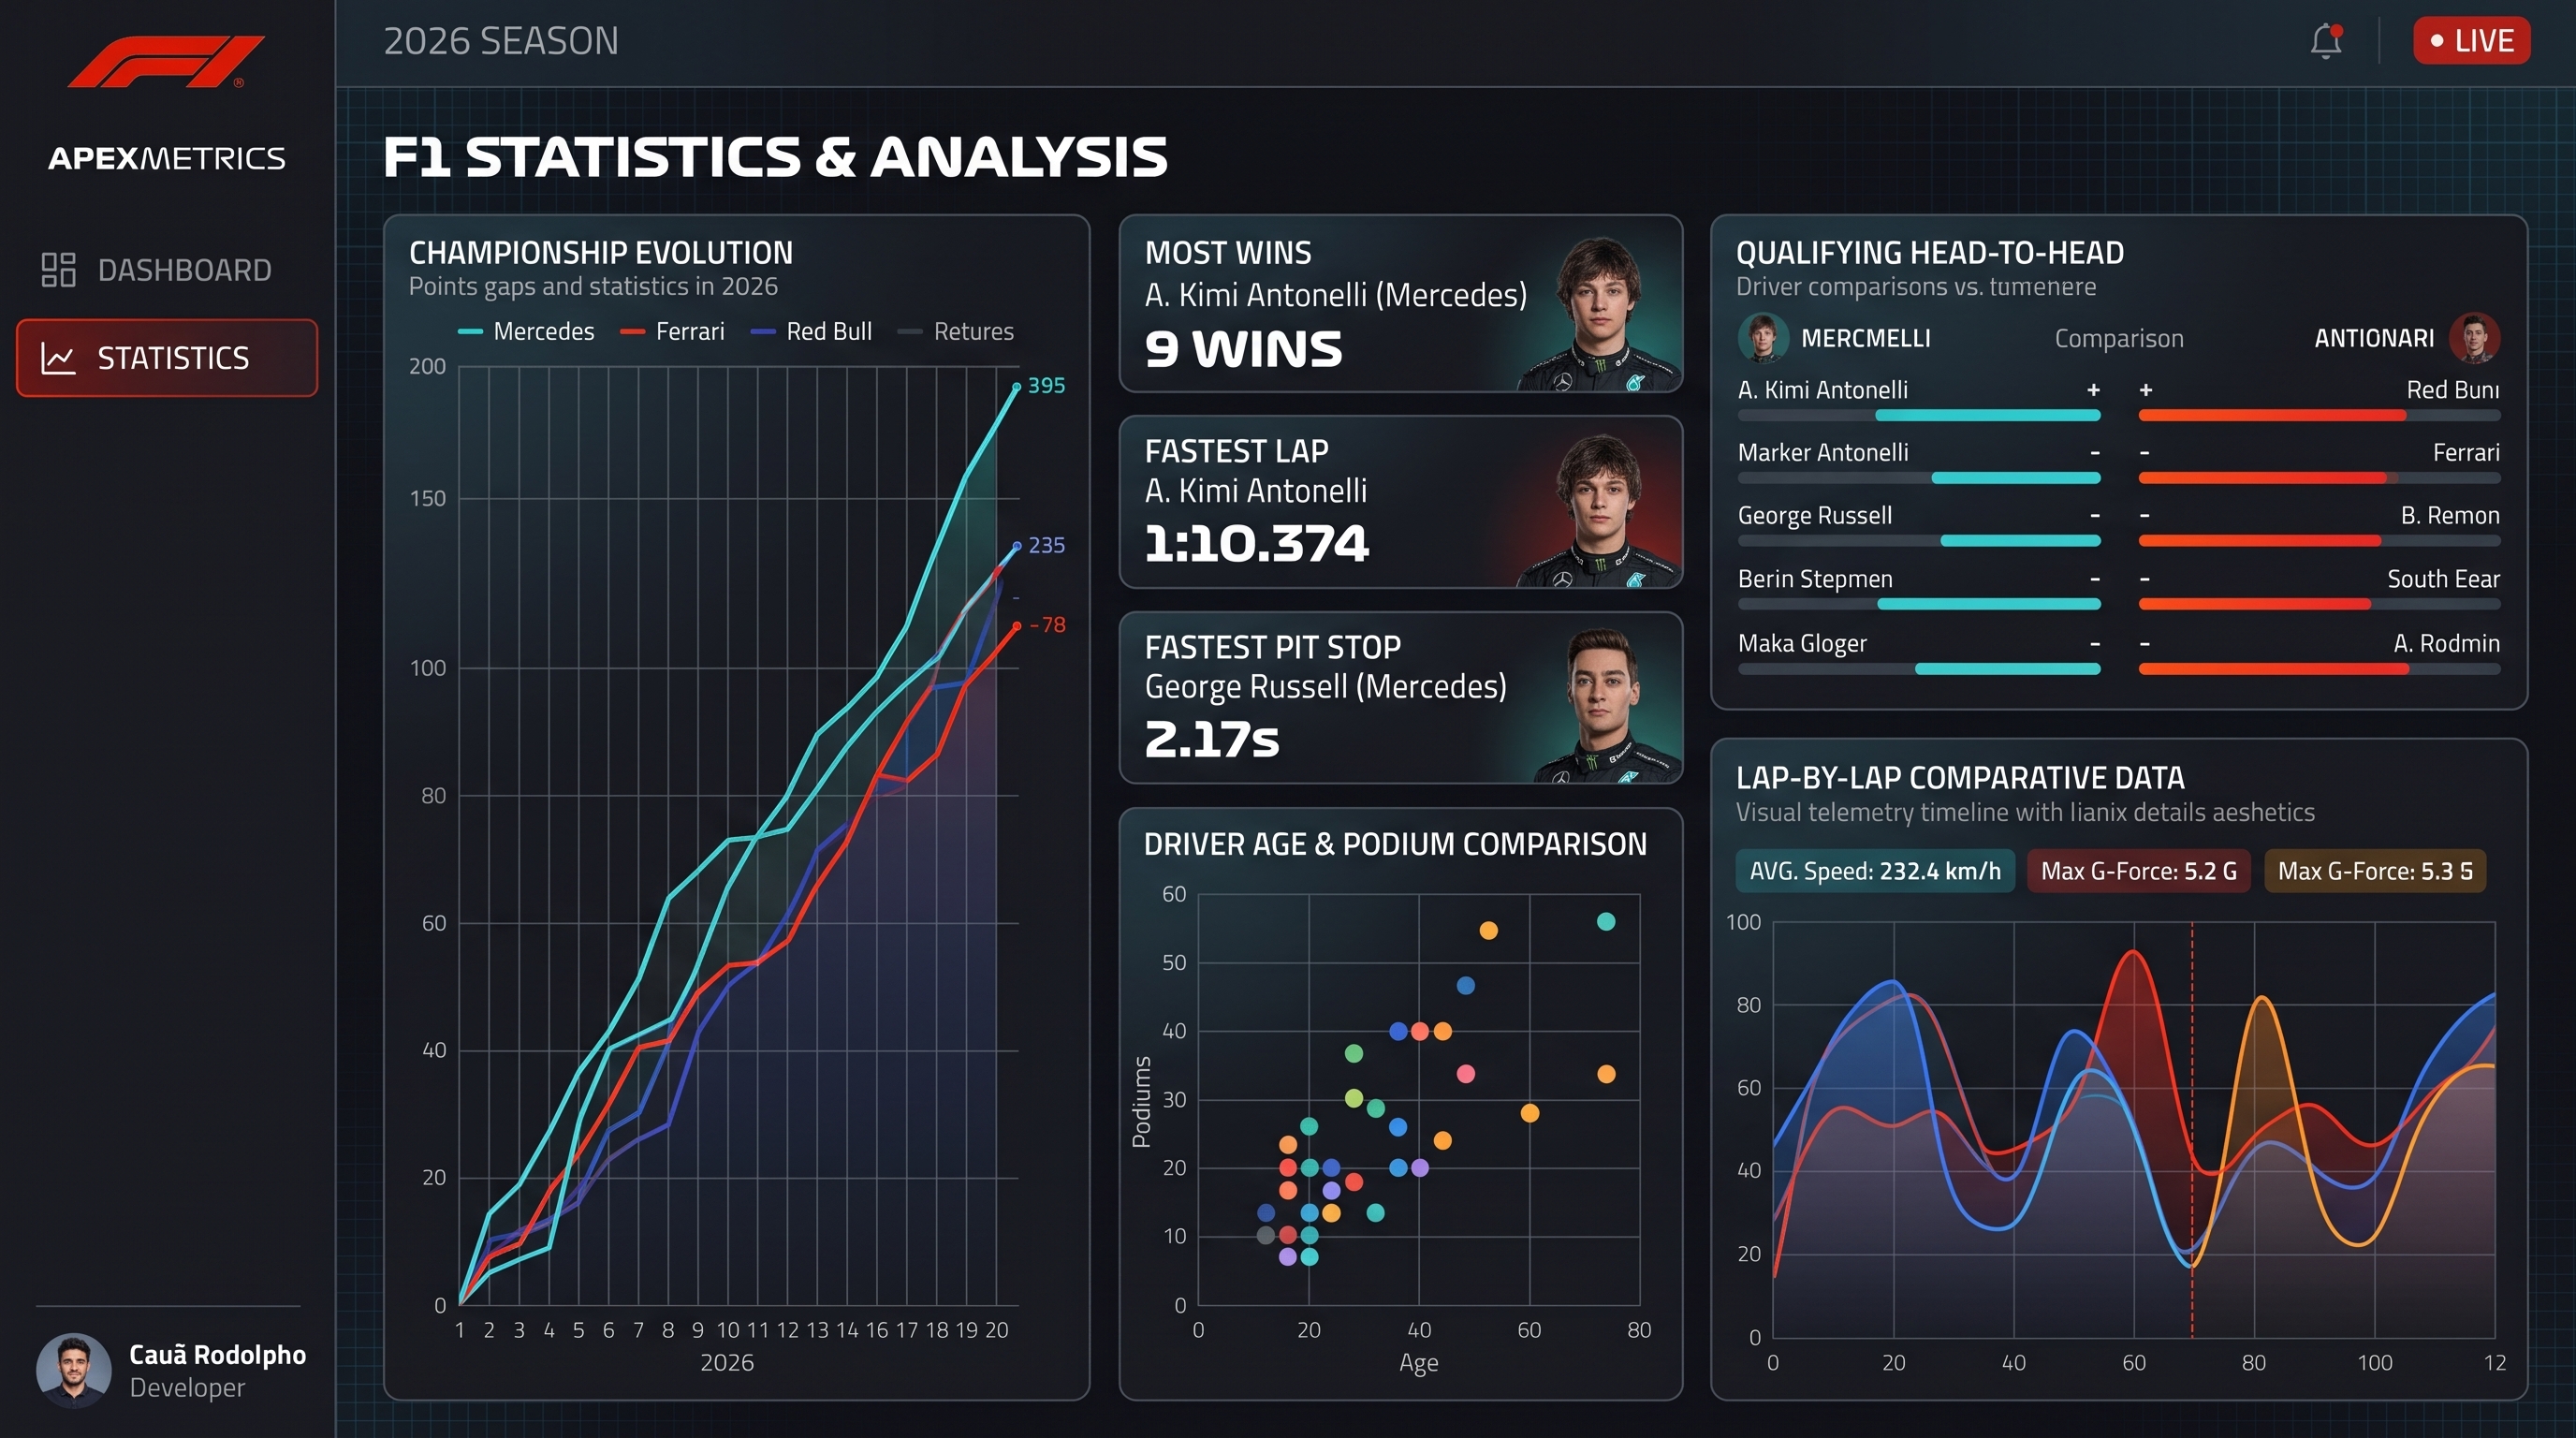 F1®
APEXMETRICS
DASHBOARD
STATISTICS
Cauã Rodolpho
Developer
2026 SEASON
LIVE
F1 STATISTICS & ANALYSIS
CHAMPIONSHIP EVOLUTION
Points gaps and statistics in 2026
Mercedes Ferrari Red Bull Retures
200
150
100
80
60
40
20
0
395
235
-
-78
1 2 3 4 5 6 7 8 9 10 11 12 13 14 16 17 18 19 20
2026
MOST WINS
A. Kimi Antonelli (Mercedes)
9 WINS
FASTEST LAP
A. Kimi Antonelli
1:10.374
FASTEST PIT STOP
George Russell (Mercedes)
2.17s
DRIVER AGE & PODIUM COMPARISON
Podiums
60
50
40
30
20
10
0
0 20 40 60 80
Age
QUALIFYING HEAD-TO-HEAD
Driver comparisons vs. tumenere
MERCMELLI Comparison ANTIONARI
A. Kimi Antonelli + + Red Bunı
Marker Antonelli - - Ferrari
George Russell - - B. Remon
Berin Stepmen - - South Eear
Maka Gloger - - A. Rodmin
LAP-BY-LAP COMPARATIVE DATA
Visual telemetry timeline with lianix details aeshetics
AVG. Speed: 232.4 km/h Max G-Force: 5.2 G Max G-Force: 5.3 5
100
80
60
40
20
0
0 20 40 60 80 100 12